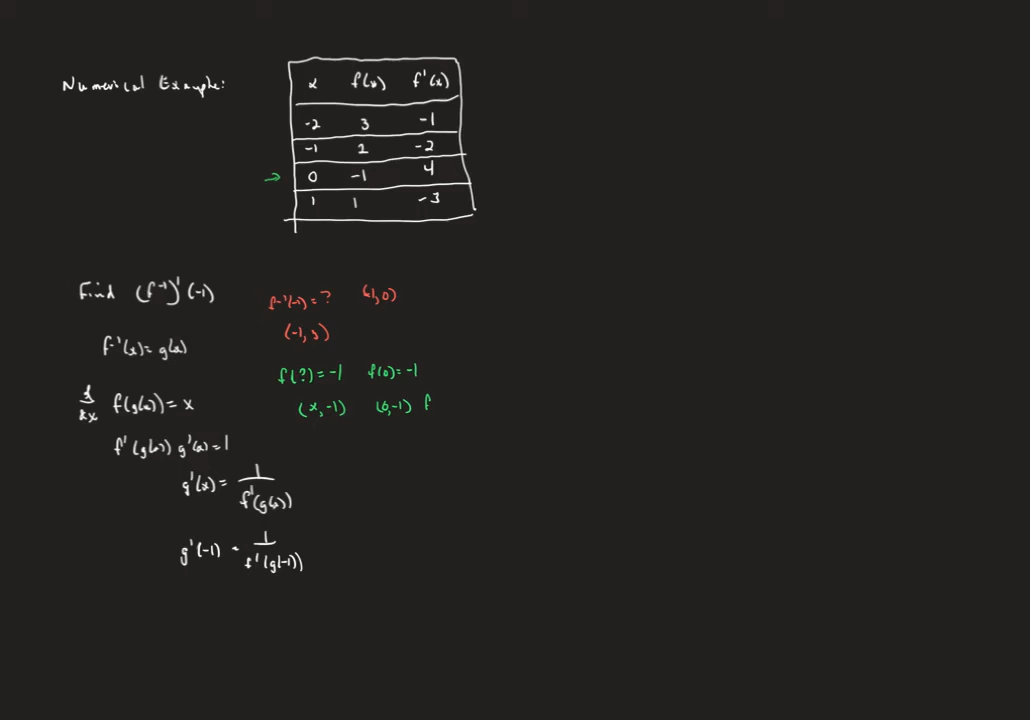 Numerical Example:
x f(x) f'(x)
-2 3 -1
-1 2 -2
→ 0 -1 4
1 1 -3
Find (f⁻¹)'(-1)
f⁻¹(-1) = ? (-1, 0)
(-1, y)
f⁻¹(x) = g(x)
f(?) = -1 f(0) = -1
(x, -1) (0, -1) f
d/dx f(g(x)) = x
f'(g(x)) g'(x) = 1
g'(x) = 1/f'(g(x))
g'(-1) = 1/f'(g(-1))